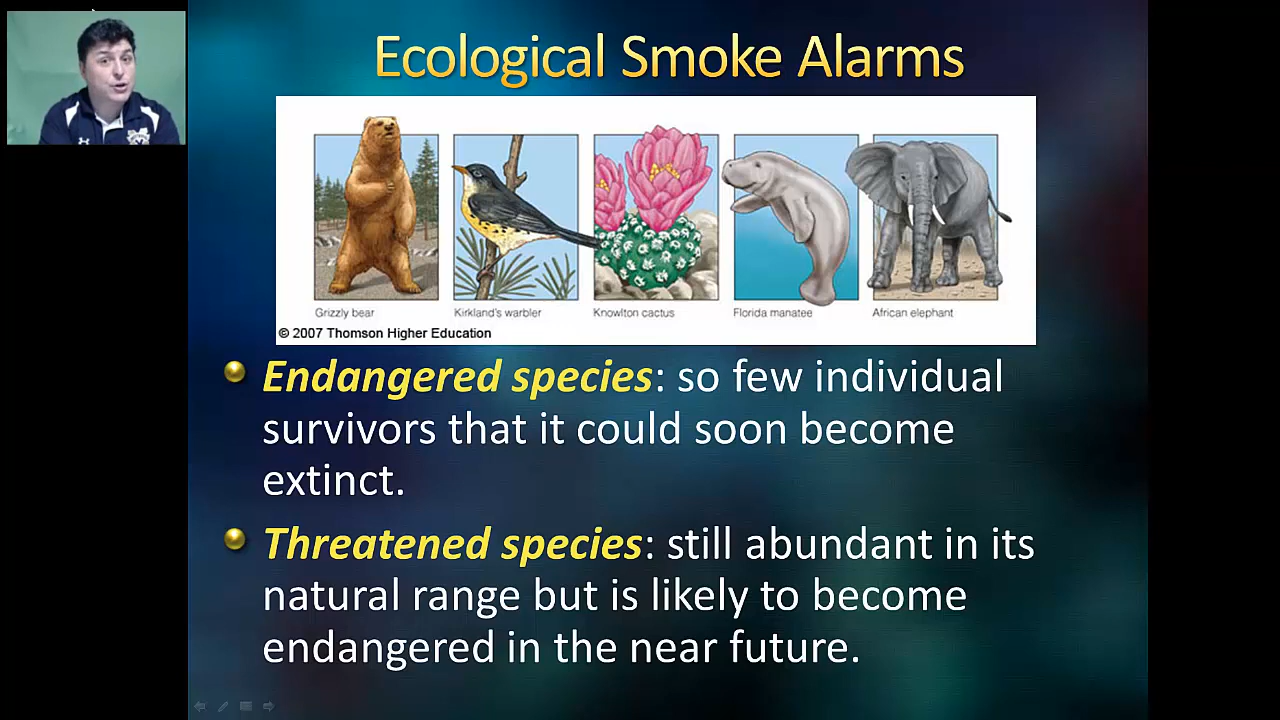 Ecological Smoke Alarms
Grizzly bear
Kirkland's warbler
Knowlton cactus
Florida manatee
African elephant
© 2007 Thomson Higher Education
Endangered species: so few individual
survivors that it could soon become
extinct.
Threatened species: still abundant in its
natural range but is likely to become
endangered in the near future.